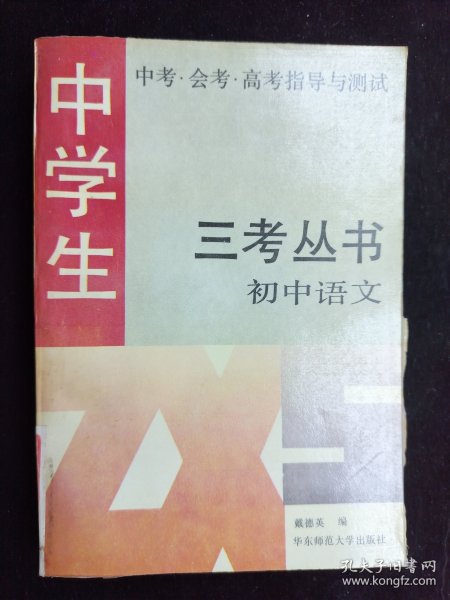 中学生
中考·会考·高考指导与测试
三考丛书
初中语文
ZXS
戴德英 编
华东师范大学出版社
孔夫子旧书网
www.kongfz.com